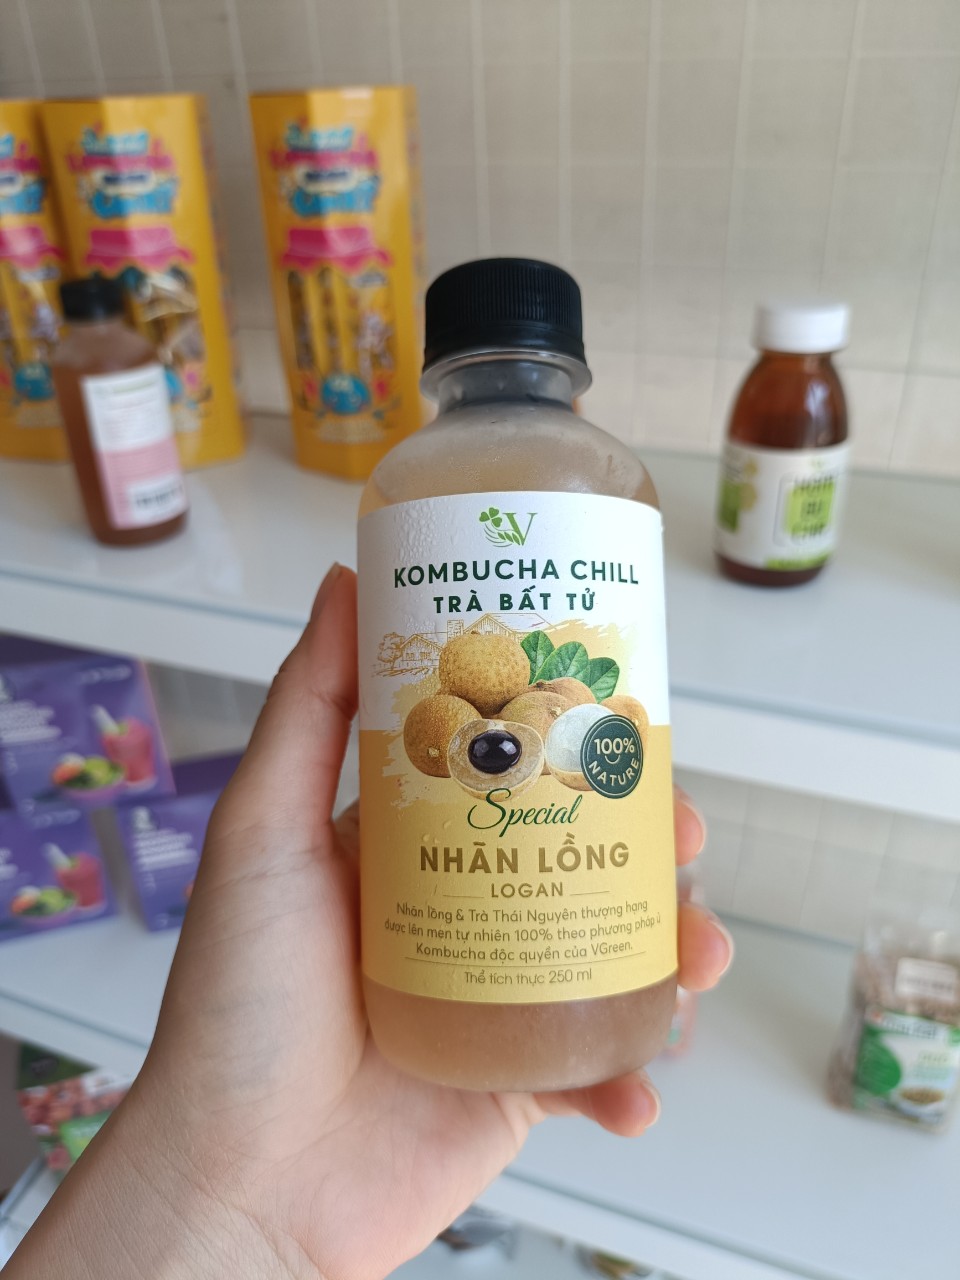 V
KOMBUCHA CHILL
TRÀ BẤT TỬ
100%
NATURE
Special
NHÃN LỒNG
LOGAN
Nhãn lồng & Trà Thái Nguyên thượng hạng
được lên men tự nhiên 100% theo phương pháp ủ
Kombucha độc quyền của VGreen.
Thể tích thực 250 ml